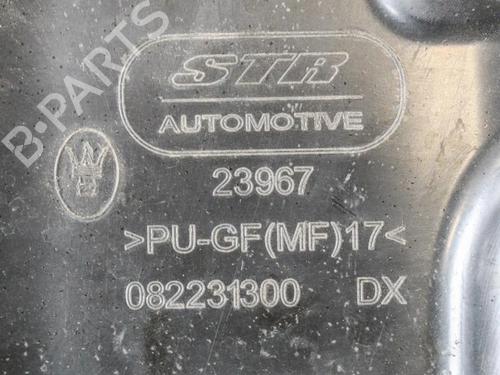 B-PARTS
STR
AUTOMOTIVE
23967
>PU-GF(MF)17<
082231300 DX